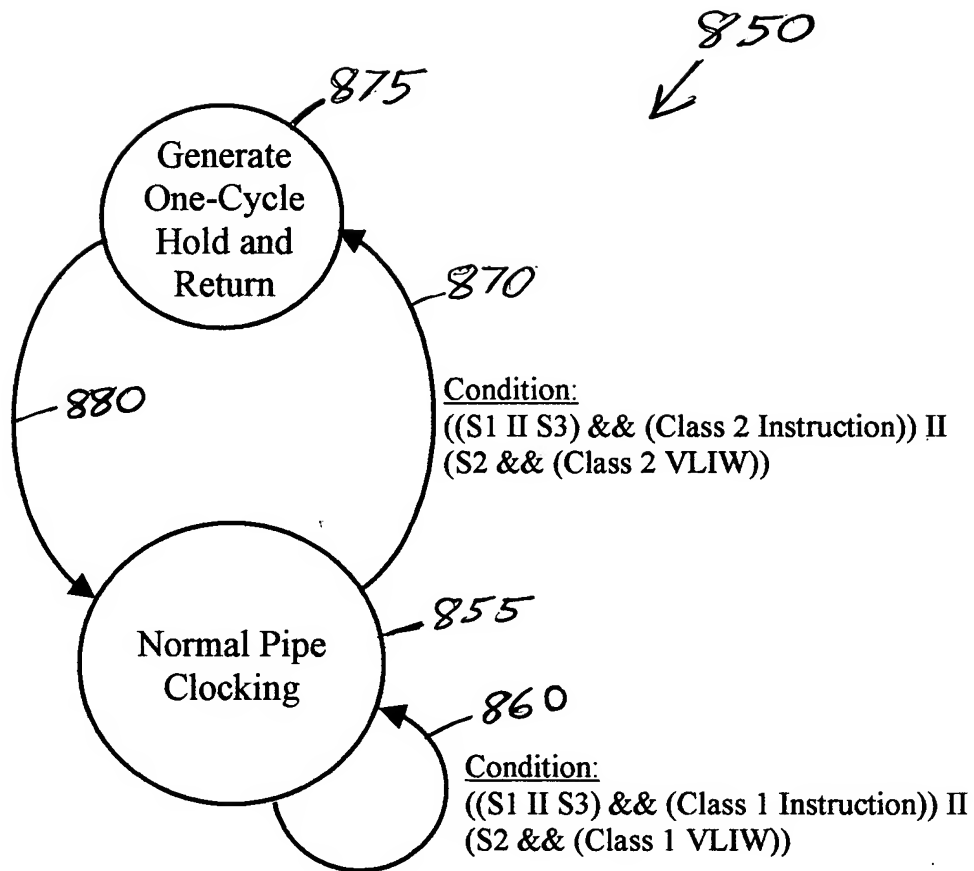 850
875
Generate
One-Cycle
Hold and
Return
870
880
Condition:
((S1 II S3) && (Class 2 Instruction)) II
(S2 && (Class 2 VLIW))
855
Normal Pipe
Clocking
860
Condition:
((S1 II S3) && (Class 1 Instruction)) II
(S2 && (Class 1 VLIW))